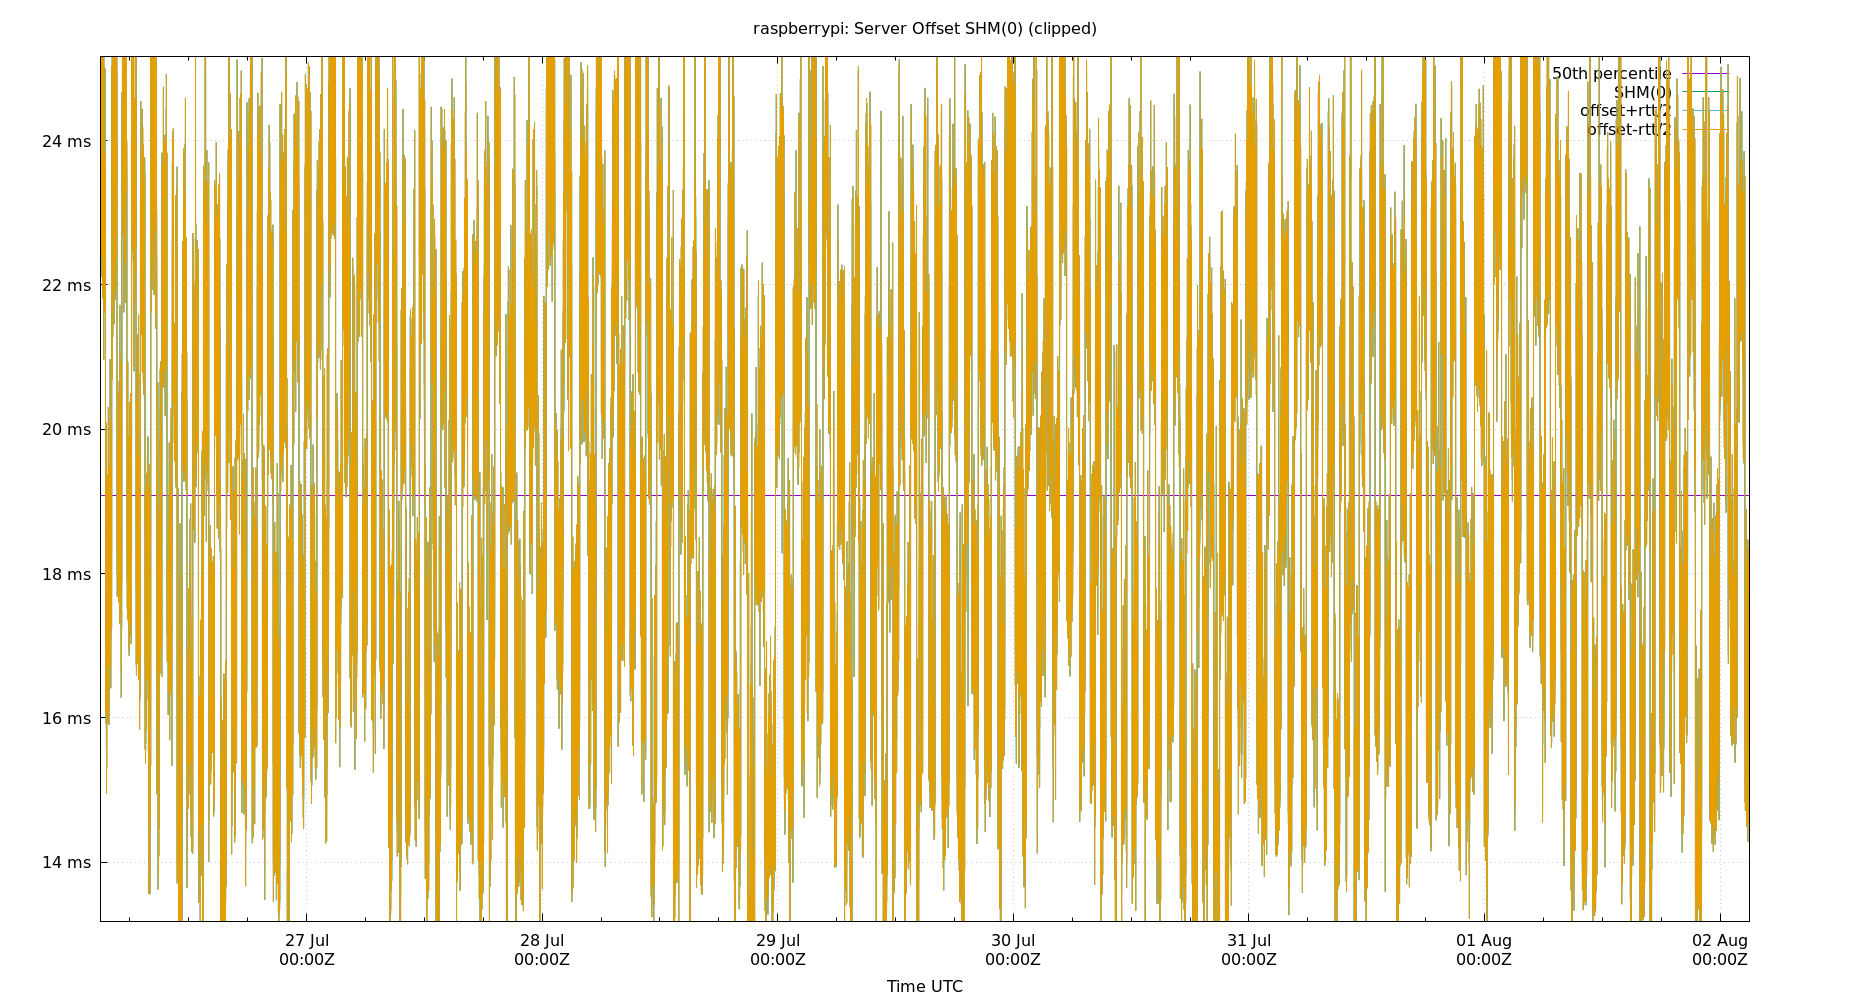 raspberrypi: Server Offset SHM(0) (clipped)
50th percentile
SHM(0)
offset+rtt/2
offset-rtt/2
24 ms
22 ms
20 ms
18 ms
16 ms
14 ms
27 Jul 28 Jul 29 Jul 30 Jul 31 Jul 01 Aug 02 Aug
00:00Z 00:00Z 00:00Z 00:00Z 00:00Z 00:00Z 00:00Z
Time UTC